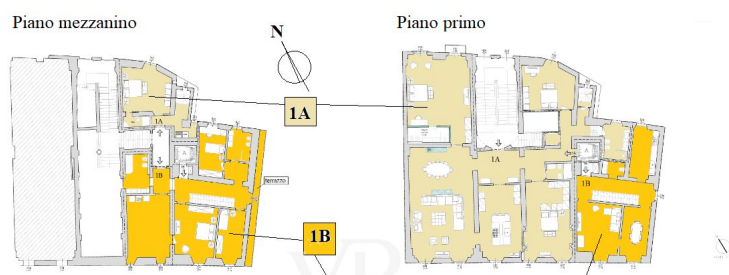 Piano mezzanino
Piano primo
N
1A
1A
1A
1B
1B
terrazzo
1B